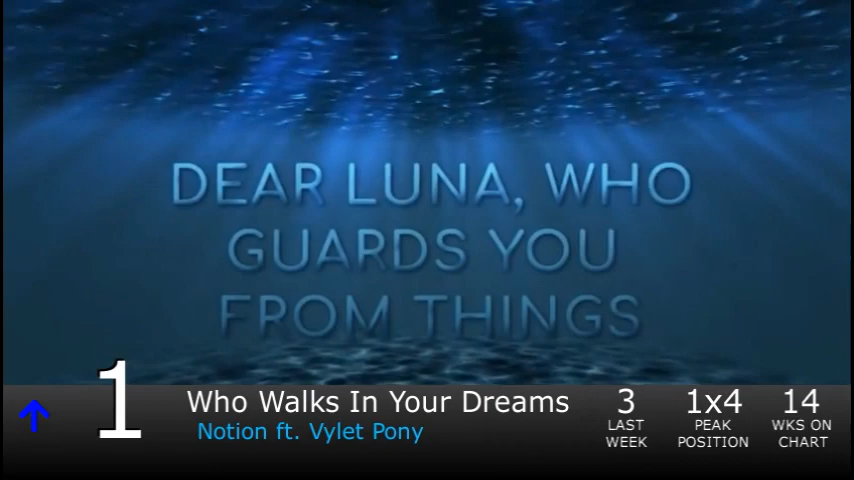 DEAR LUNA, WHO
GUARDS YOU
FROM THINGS
1
Who Walks In Your Dreams
Notion ft. Vylet Pony
3
LAST
WEEK
1x4
PEAK
POSITION
14
WKS ON
CHART